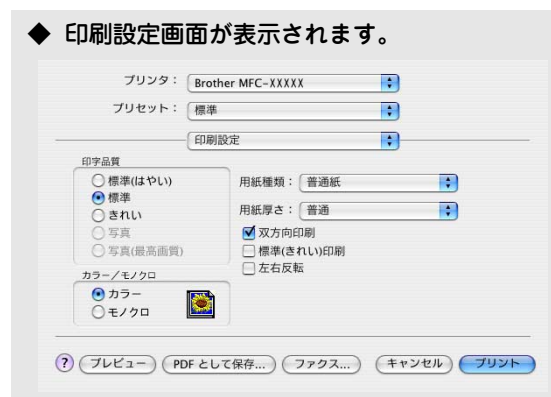 ◆ 印刷設定画面が表示されます。
プリンタ： Brother MFC-XXXXX
プリセット： 標準
印刷設定
印字品質
標準(はやい)
標準
きれい
写真
写真(最高画質)
用紙種類： 普通紙
用紙厚さ： 普通
双方向印刷
標準(きれい)印刷
左右反転
カラー／モノクロ
カラー
モノクロ
? プレビュー PDF として保存... ファクス... キャンセル プリント